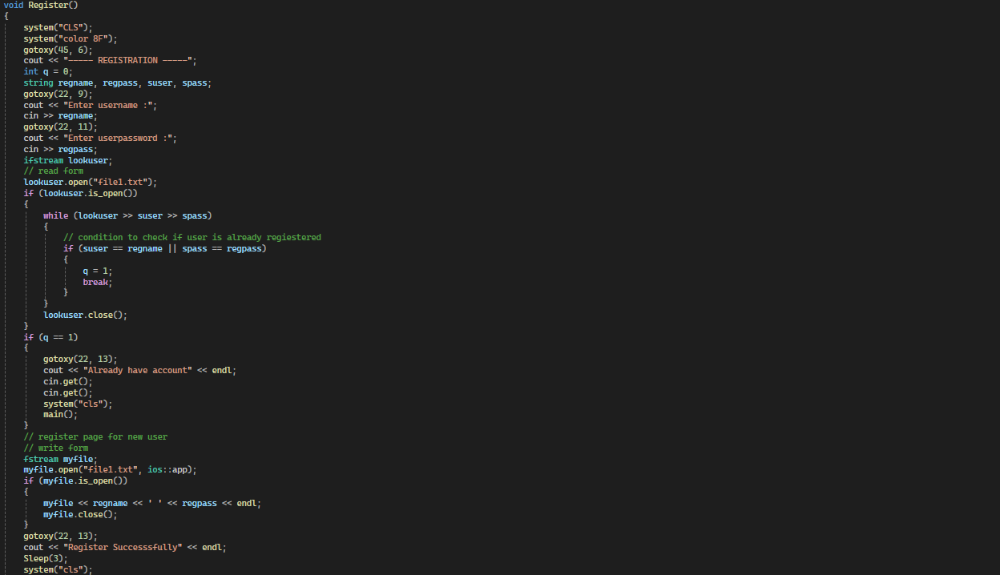 void Register()
{
system("CLS");
system("color 8F");
gotoxy(45, 6);
cout << "----- REGISTRATION -----";
int q = 0;
string regname, regpass, suser, spass;
gotoxy(22, 9);
cout << "Enter username :";
cin >> regname;
gotoxy(22, 11);
cout << "Enter userpassword :";
cin >> regpass;
ifstream lookuser;
// read form
lookuser.open("file1.txt");
if (lookuser.is_open())
{
while (lookuser >> suser >> spass)
{
// condition to check if user is already regiestered
if (suser == regname || spass == regpass)
{
q = 1;
break;
}
}
lookuser.close();
}
if (q == 1)
{
gotoxy(22, 13);
cout << "Already have account" << endl;
cin.get();
cin.get();
system("cls");
main();
}
// register page for new user
// write form
fstream myfile;
myfile.open("file1.txt", ios::app);
if (myfile.is_open())
{
myfile << regname << ' ' << regpass << endl;
myfile.close();
}
gotoxy(22, 13);
cout << "Register Successsfully" << endl;
Sleep(3);
system("cls");